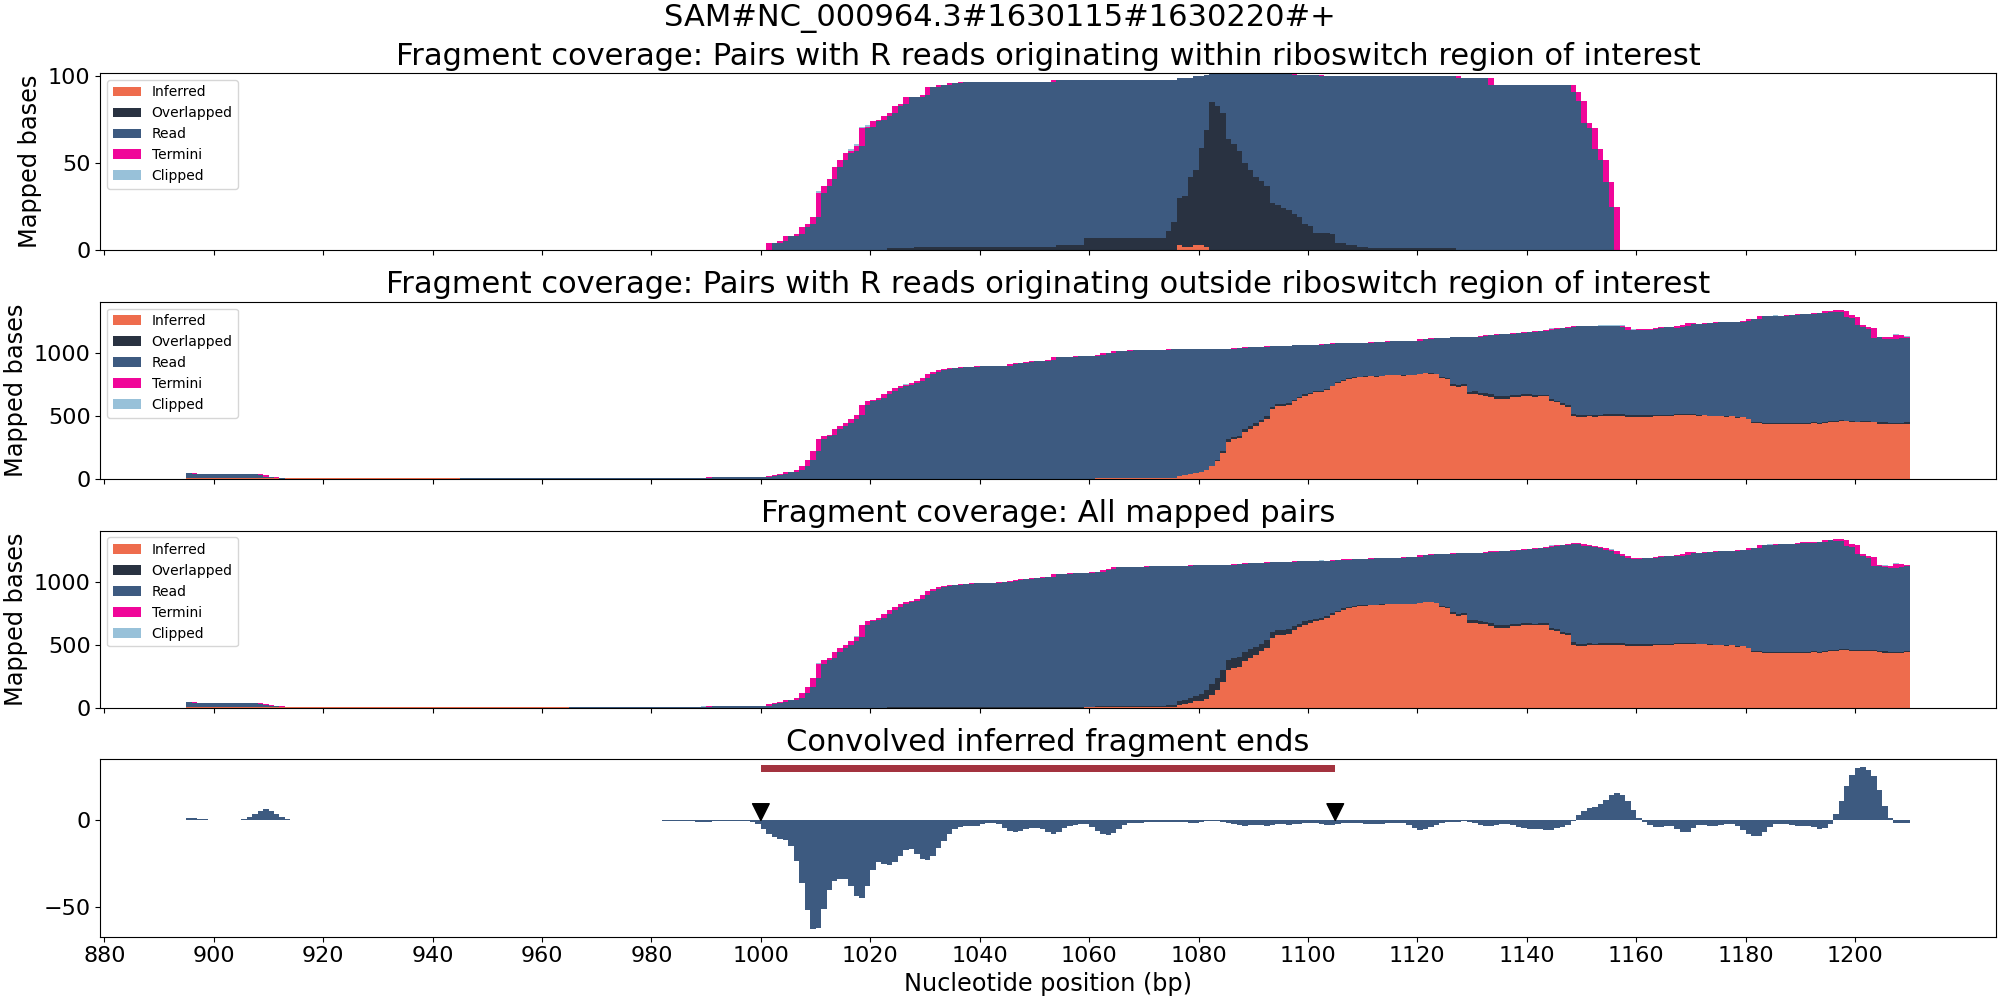 SAM#NC_000964.3#1630115#1630220#+
Fragment coverage: Pairs with R reads originating within riboswitch region of interest
Mapped bases
100
50
0
Inferred
Overlapped
Read
Termini
Clipped
Fragment coverage: Pairs with R reads originating outside riboswitch region of interest
Mapped bases
1000
500
0
Inferred
Overlapped
Read
Termini
Clipped
Fragment coverage: All mapped pairs
Mapped bases
1000
500
0
Inferred
Overlapped
Read
Termini
Clipped
Convolved inferred fragment ends
0
−50
880 900 920 940 960 980 1000 1020 1040 1060 1080 1100 1120 1140 1160 1180 1200
Nucleotide position (bp)